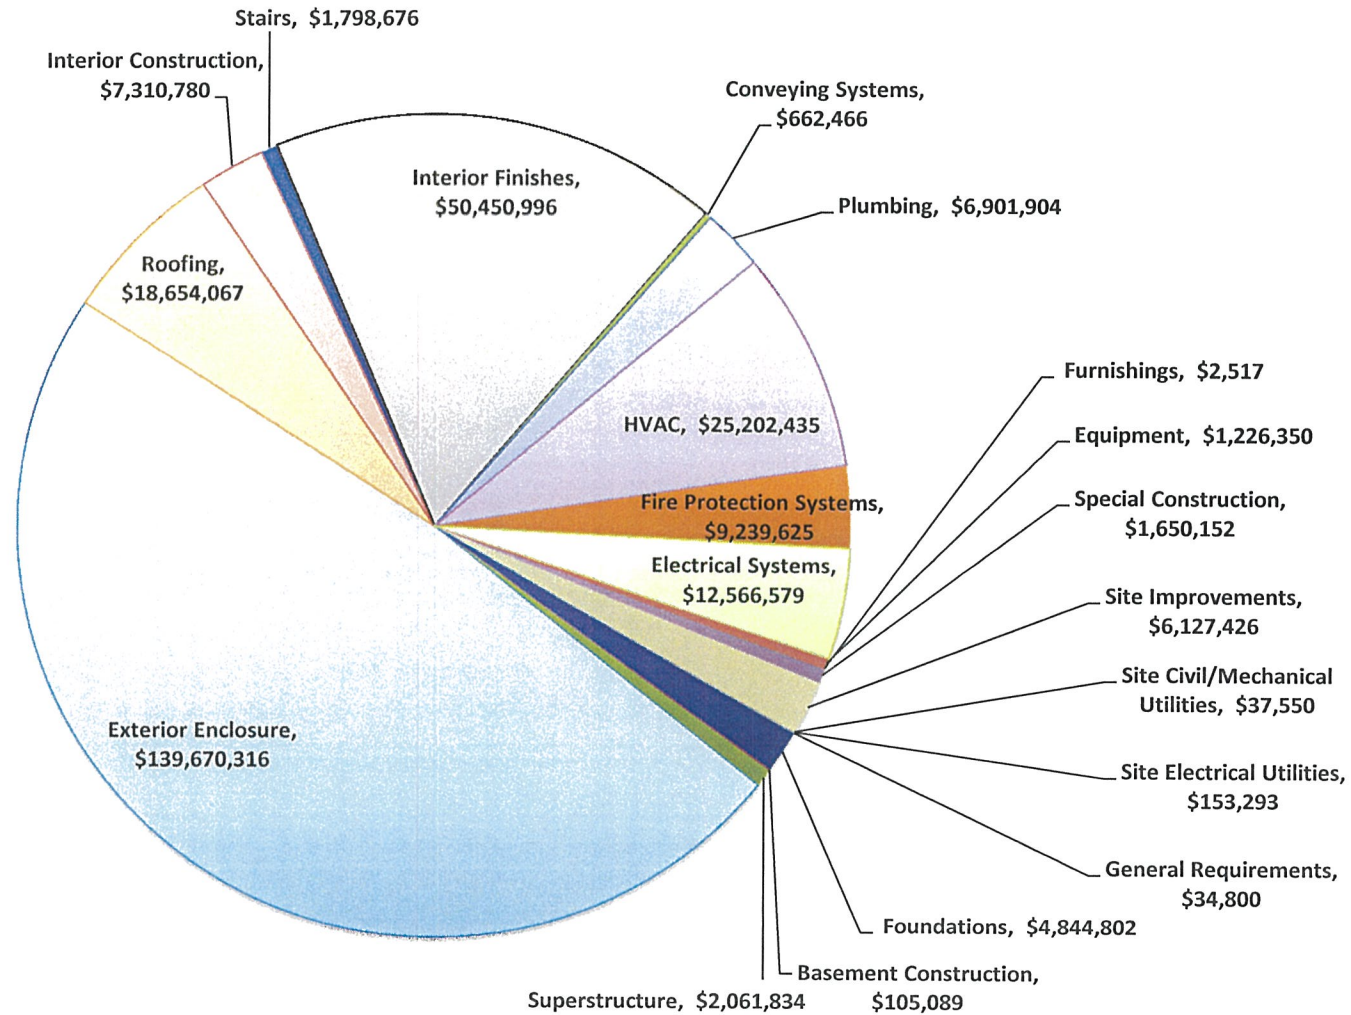 Stairs, $1,798,676
Interior Construction,
$7,310,780
Conveying Systems,
$662,466
Interior Finishes,
$50,450,996
Plumbing, $6,901,904
Roofing,
$18,654,067
Furnishings, $2,517
HVAC, $25,202,435
Equipment, $1,226,350
Fire Protection Systems,
$9,239,625
Special Construction,
$1,650,152
Electrical Systems,
$12,566,579
Site Improvements,
$6,127,426
Site Civil/Mechanical
Utilities, $37,550
Exterior Enclosure,
$139,670,316
Site Electrical Utilities,
$153,293
General Requirements,
$34,800
Foundations, $4,844,802
Basement Construction,
$105,089
Superstructure, $2,061,834